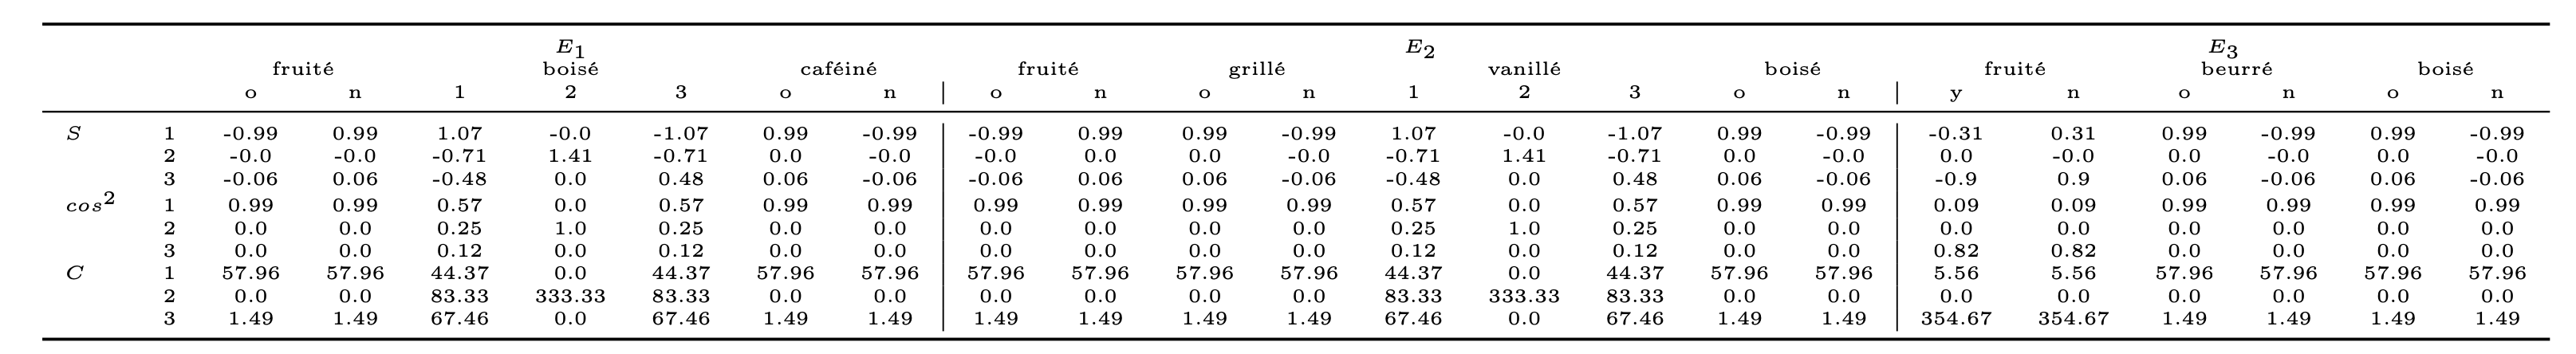 E1 E2 E3
fruité boisé caféiné fruité grillé vanillé boisé fruité beurré boisé
o n 1 2 3 o n o n o n 1 2 3 o n y n o n o n
S 1 -0.99 0.99 1.07 -0.0 -1.07 0.99 -0.99 -0.99 0.99 0.99 -0.99 1.07 -0.0 -1.07 0.99 -0.99 -0.31 0.31 0.99 -0.99 0.99 -0.99
2 -0.0 -0.0 -0.71 1.41 -0.71 0.0 -0.0 -0.0 0.0 0.0 -0.0 -0.71 1.41 -0.71 0.0 -0.0 0.0 -0.0 0.0 -0.0 0.0 -0.0
3 -0.06 0.06 -0.48 0.0 0.48 0.06 -0.06 -0.06 0.06 0.06 -0.06 -0.48 0.0 0.48 0.06 -0.06 -0.9 0.9 0.06 -0.06 0.06 -0.06
cos2 1 0.99 0.99 0.57 0.0 0.57 0.99 0.99 0.99 0.99 0.99 0.99 0.57 0.0 0.57 0.99 0.99 0.09 0.09 0.99 0.99 0.99 0.99
2 0.0 0.0 0.25 1.0 0.25 0.0 0.0 0.0 0.0 0.0 0.0 0.25 1.0 0.25 0.0 0.0 0.0 0.0 0.0 0.0 0.0 0.0
3 0.0 0.0 0.12 0.0 0.12 0.0 0.0 0.0 0.0 0.0 0.0 0.12 0.0 0.12 0.0 0.0 0.82 0.82 0.0 0.0 0.0 0.0
C 1 57.96 57.96 44.37 0.0 44.37 57.96 57.96 57.96 57.96 57.96 57.96 44.37 0.0 44.37 57.96 57.96 5.56 5.56 57.96 57.96 57.96 57.96
2 0.0 0.0 83.33 333.33 83.33 0.0 0.0 0.0 0.0 0.0 0.0 83.33 333.33 83.33 0.0 0.0 0.0 0.0 0.0 0.0 0.0 0.0
3 1.49 1.49 67.46 0.0 67.46 1.49 1.49 1.49 1.49 1.49 1.49 67.46 0.0 67.46 1.49 1.49 354.67 354.67 1.49 1.49 1.49 1.49